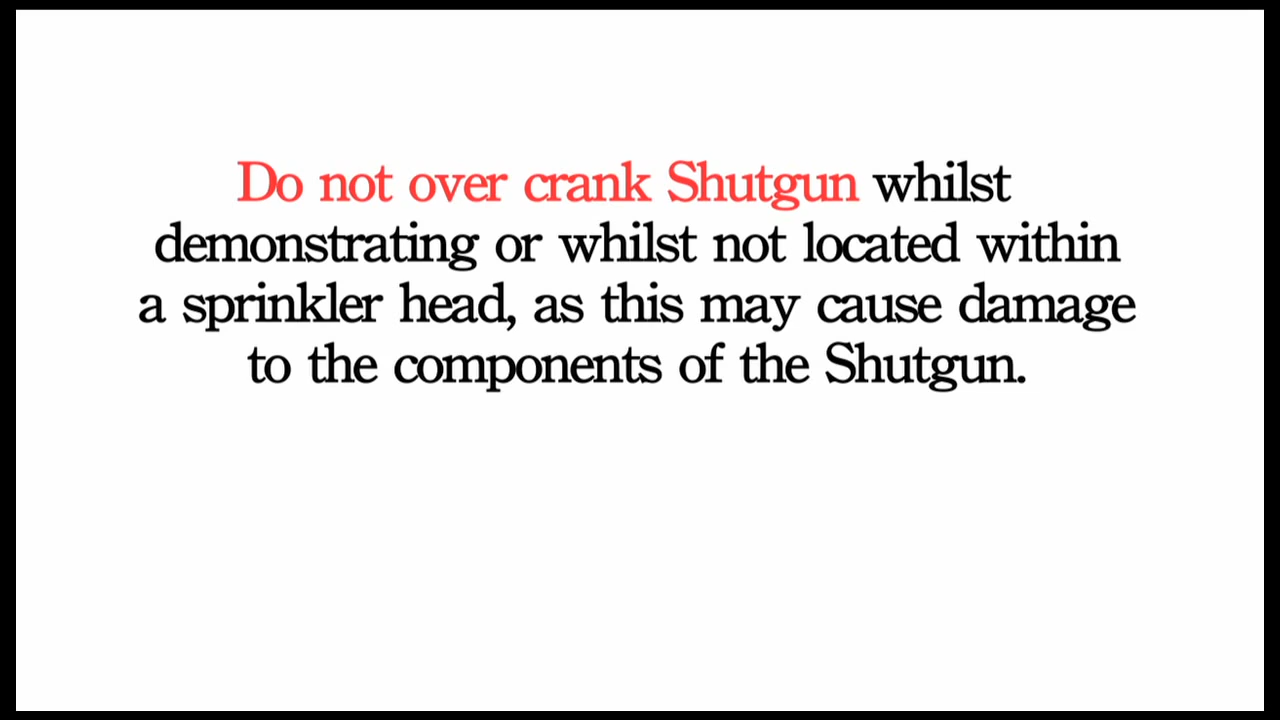 Do not over crank Shutgun whilst
demonstrating or whilst not located within
a sprinkler head, as this may cause damage
to the components of the Shutgun.